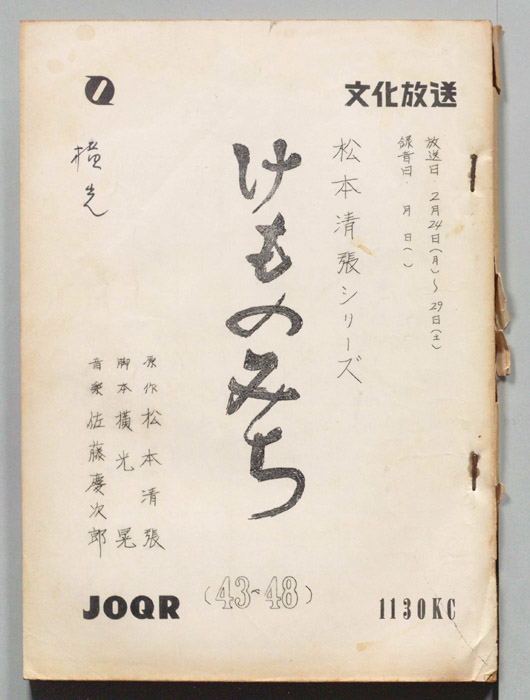 文化放送
放送日・2月24日(月)〜29日(土)
録音日・ 月 日( )
松本清張シリーズ
けものみち
横光
原作 松本清張
脚本 横光晃
音楽 佐藤慶次郎
JOQR
(43~48)
1130KC